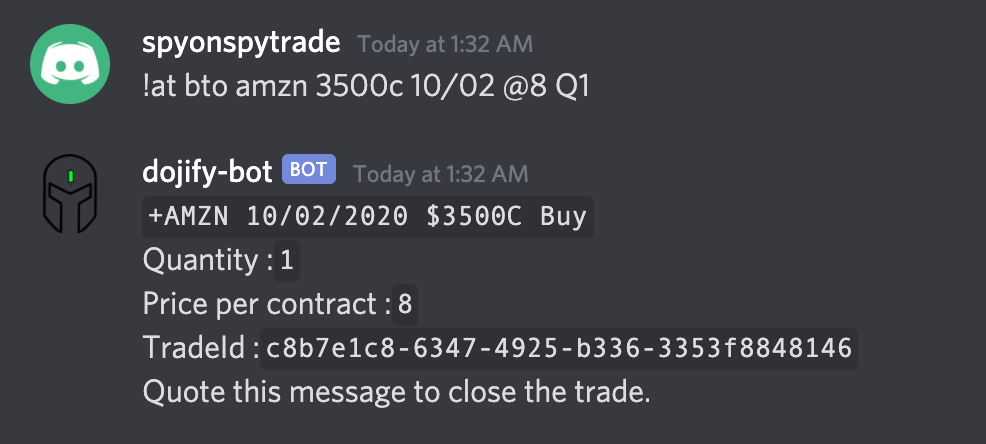 spyonspytrade Today at 1:32 AM
!at bto amzn 3500c 10/02 @8 Q1
dojify-bot BOT Today at 1:32 AM
+AMZN 10/02/2020 $3500C Buy
Quantity : 1
Price per contract : 8
TradeId : c8b7e1c8-6347-4925-b336-3353f8848146
Quote this message to close the trade.